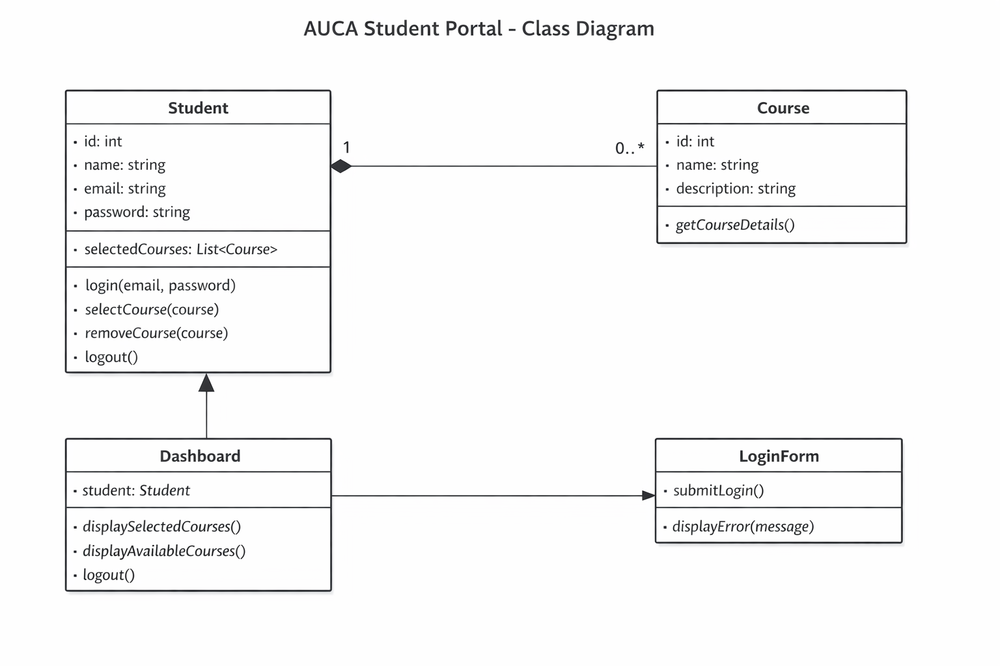 AUCA Student Portal - Class Diagram
Student
▪ id: int
▪ name: string
▪ email: string
▪ password: string
▪ selectedCourses: List<Course>
▪ login(email, password)
▪ selectCourse(course)
▪ removeCourse(course)
▪ logout()
1
0..*
Course
▪ id: int
▪ name: string
▪ description: string
▪ getCourseDetails()
Dashboard
▪ student: Student
▪ displaySelectedCourses()
▪ displayAvailableCourses()
▪ logout()
LoginForm
▪ submitLogin()
▪ displayError(message)